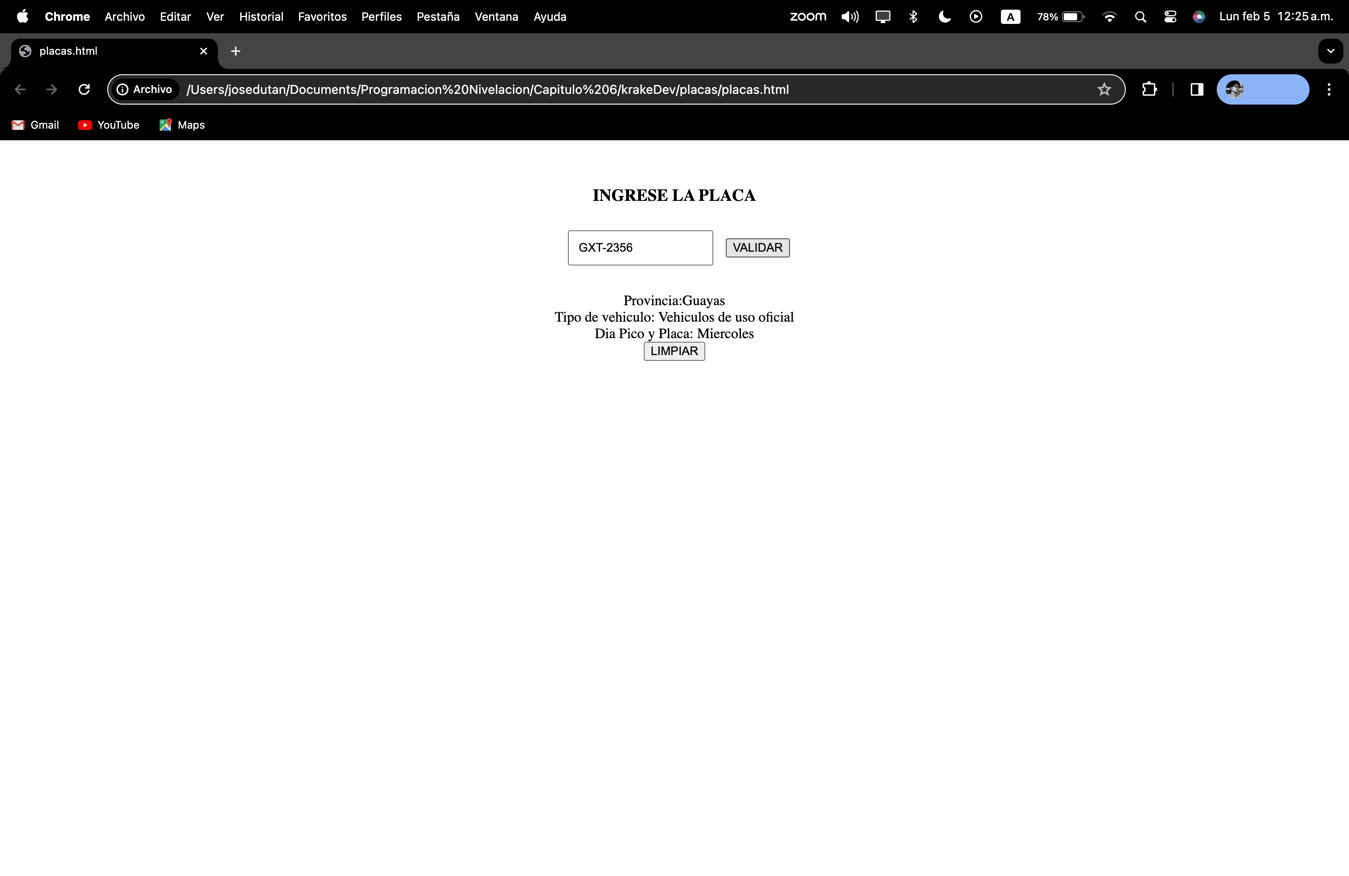 Chrome Archivo Editar Ver Historial Favoritos Perfiles Pestaña Ventana Ayuda zoom A 78% Lun feb 5 12:25 a.m.
placas.html
Archivo /Users/josedutan/Documents/Programacion%20Nivelacion/Capitulo%206/krakeDev/placas/placas.html
Gmail YouTube Maps
INGRESE LA PLACA
GXT-2356 VALIDAR
Provincia:Guayas
Tipo de vehiculo: Vehiculos de uso oficial
Dia Pico y Placa: Miercoles
LIMPIAR